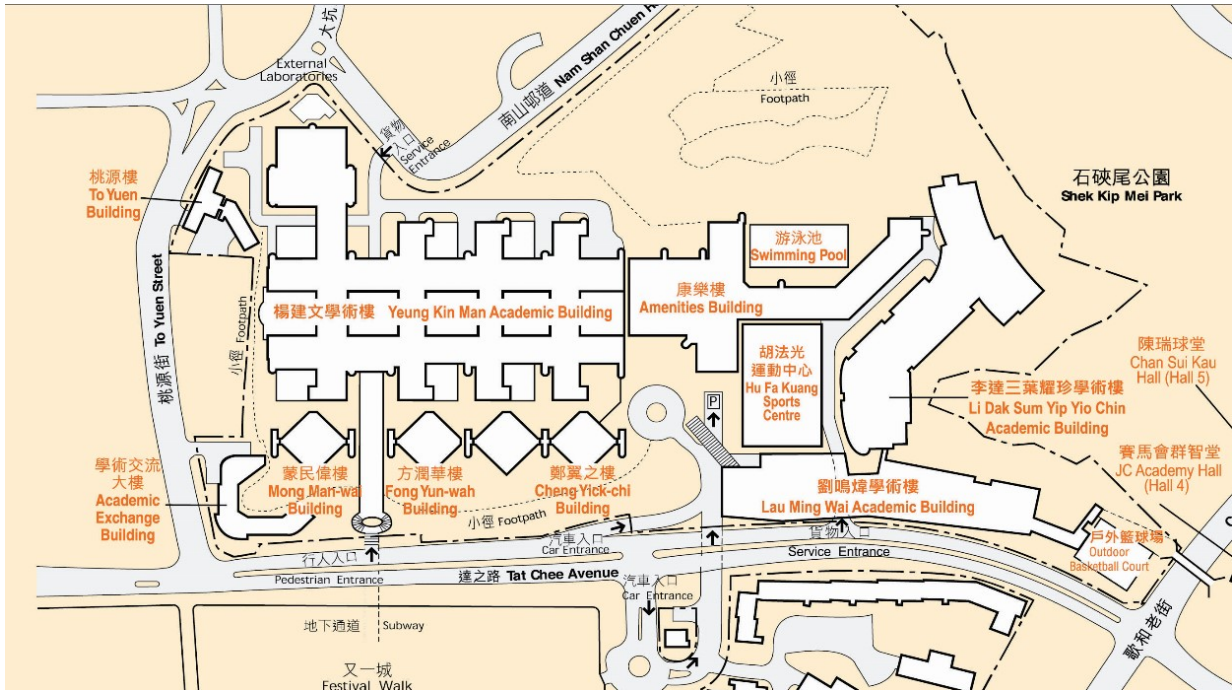 大坑
External
Laboratories
南山邨道 Nam Shan Chuen
小徑
Footpath
貨物
入口
Service
Entrance
桃源樓
To Yuen
Building
石硤尾公園
Shek Kip Mei Park
游泳池
Swimming Pool
楊建文學術樓 Yeung Kin Man Academic Building
康樂樓
Amenities Building
桃源街 To Yuen Street
小徑 Footpath
胡法光
運動中心
Hu Fa Kuang
Sports
Centre
陳瑞球堂
Chan Sui Kau
Hall (Hall 5)
李達三葉耀珍學術樓
Li Dak Sum Yip Yio Chin
Academic Building
P
賽馬會群智堂
JC Academy Hall
(Hall 4)
學術交流
大樓
Academic
Exchange
Building
蒙民偉樓
Mong Man-wai
Building
方潤華樓
Fong Yun-wah
Building
鄭翼之樓
Cheng Yick-chi
Building
劉鳴煒學術樓
Lau Ming Wai Academic Building
小徑 Footpath
貨物入口
Service Entrance
戶外籃球場
Outdoor
Basketball Court
汽車入口
Car Entrance
行人入口
Pedestrian Entrance
達之路 Tat Chee Avenue
汽車入口
Car Entrance
地下通道 Subway
歌和老街
又一城
Festival Walk